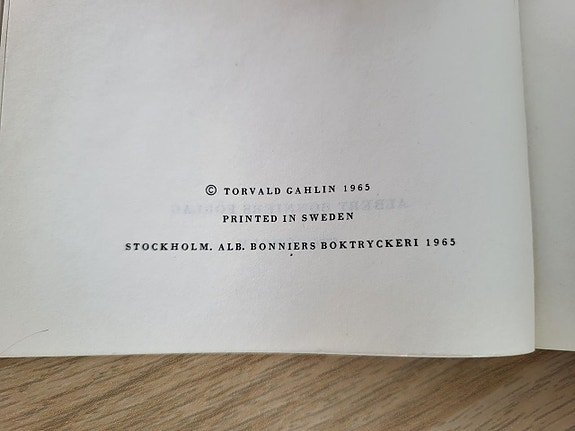 © TORVALD GAHLIN 1965
PRINTED IN SWEDEN
STOCKHOLM. ALB. BONNIERS BOKTRYCKERI 1965